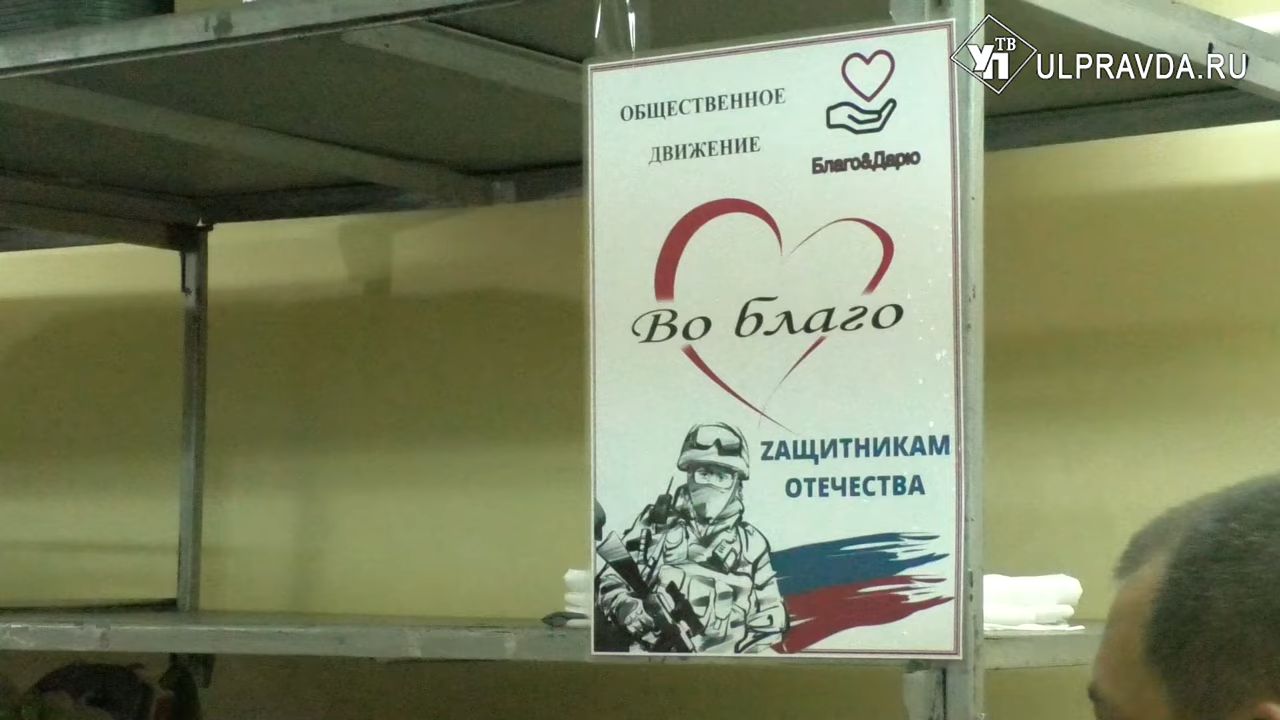 УП ТВ ULPRAVDA.RU
ОБЩЕСТВЕННОЕ
ДВИЖЕНИЕ
Благо&Дарю
Во благо
ZАЩИТНИКАМ
ОТЕЧЕСТВА